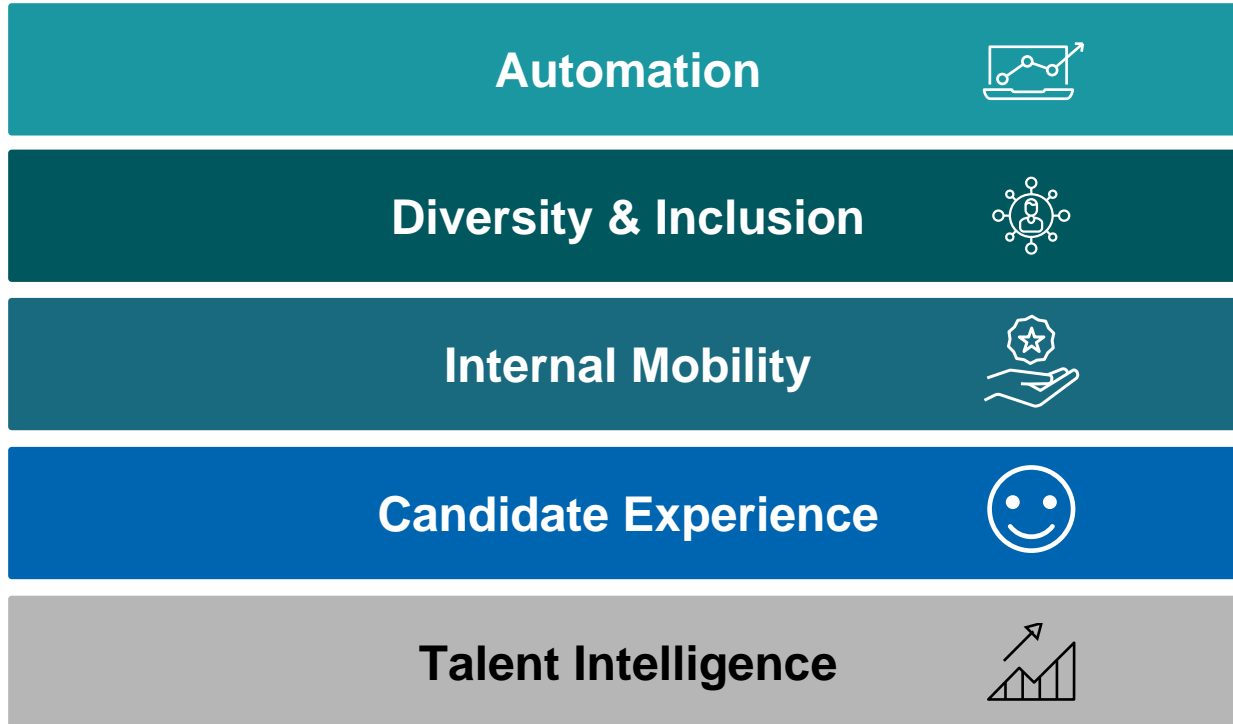 Automation
Diversity & Inclusion
Internal Mobility
Candidate Experience
Talent Intelligence